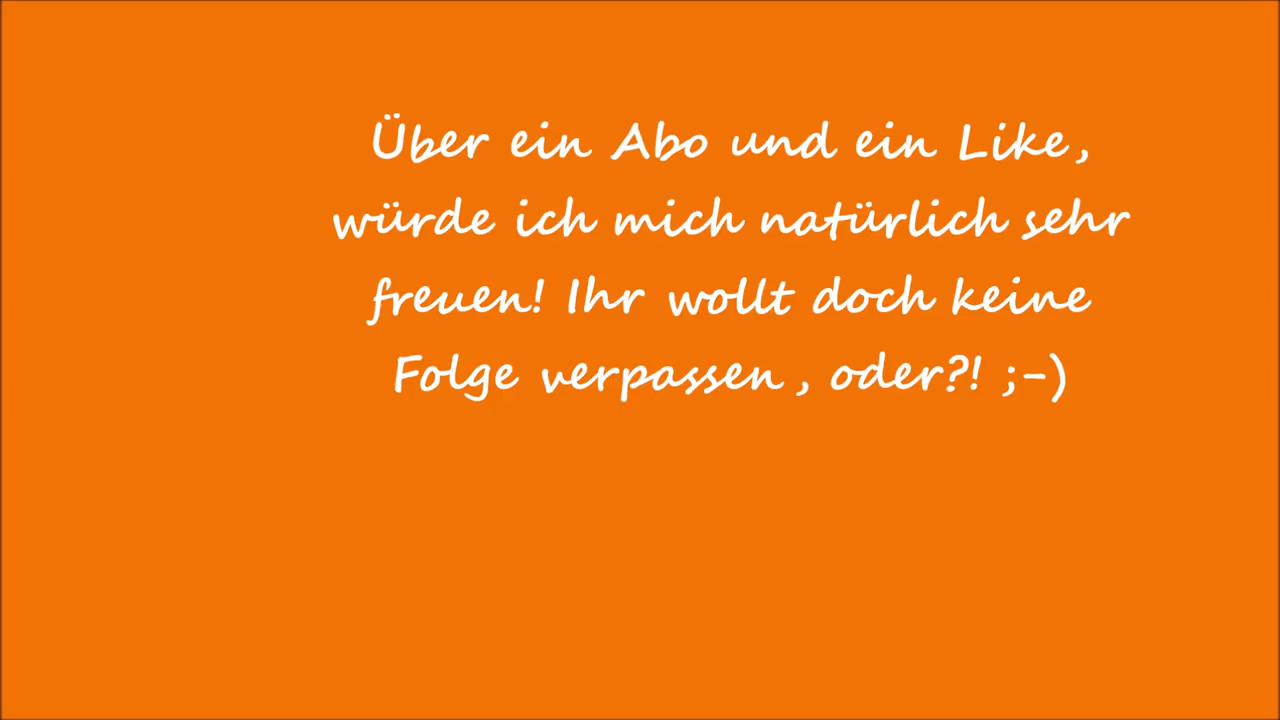 Über ein Abo und ein Like,
würde ich mich natürlich sehr
freuen! Ihr wollt doch keine
Folge verpassen , oder?! ;-)